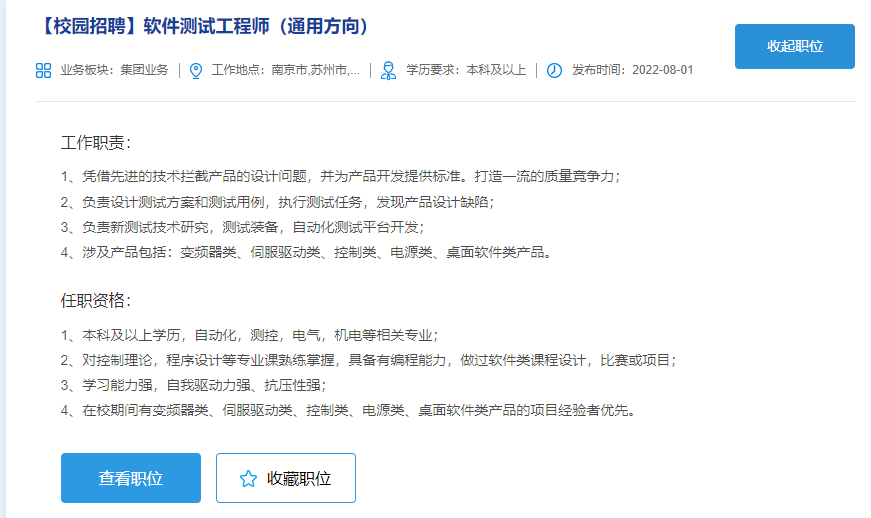 【校园招聘】软件测试工程师（通用方向）
收起职位
业务板块：集团业务 | 工作地点：南京市,苏州市,... | 学历要求：本科及以上 | 发布时间：2022-08-01
工作职责：
1、凭借先进的技术拦截产品的设计问题，并为产品开发提供标准。打造一流的质量竞争力；
2、负责设计测试方案和测试用例，执行测试任务，发现产品设计缺陷；
3、负责新测试技术研究，测试装备，自动化测试平台开发；
4、涉及产品包括：变频器类、伺服驱动类、控制类、电源类、桌面软件类产品。
任职资格：
1、本科及以上学历，自动化，测控，电气，机电等相关专业；
2、对控制理论，程序设计等专业课熟练掌握，具备有编程能力，做过软件类课程设计，比赛或项目；
3、学习能力强，自我驱动力强、抗压性强；
4、在校期间有变频器类、伺服驱动类、控制类、电源类、桌面软件类产品的项目经验者优先。
查看职位
收藏职位